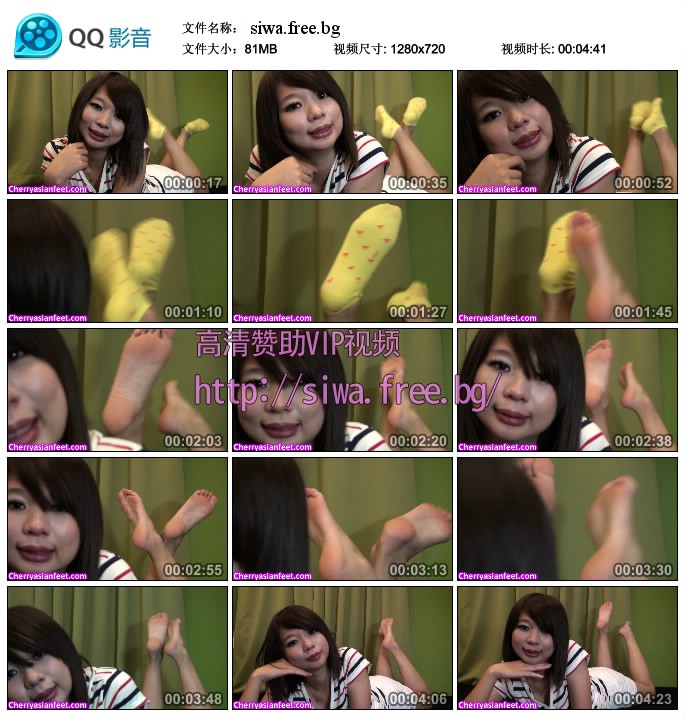 QQ影音
文件名称： siwa.free.bg
文件大小: 81MB 视频尺寸: 1280x720 视频时长: 00:04:41
Cherryasianfeet.com 00:00:17
Cherryasianfeet.com 00:00:35
Cherryasianfeet.com 00:00:52
Cherryasianfeet.com 00:01:10
Cherryasianfeet.com 00:01:27
Cherryasianfeet.com 00:01:45
高清赞助VIP视频
http://siwa.free.bg/
Cherryasianfeet.com 00:02:03
Cherryasianfeet.com 00:02:20
Cherryasianfeet.com 00:02:38
Cherryasianfeet.com 00:02:55
Cherryasianfeet.com 00:03:13
Cherryasianfeet.com 00:03:30
Cherryasianfeet.com 00:03:48
Cherryasianfeet.com 00:04:06
Cherryasianfeet.com 00:04:23